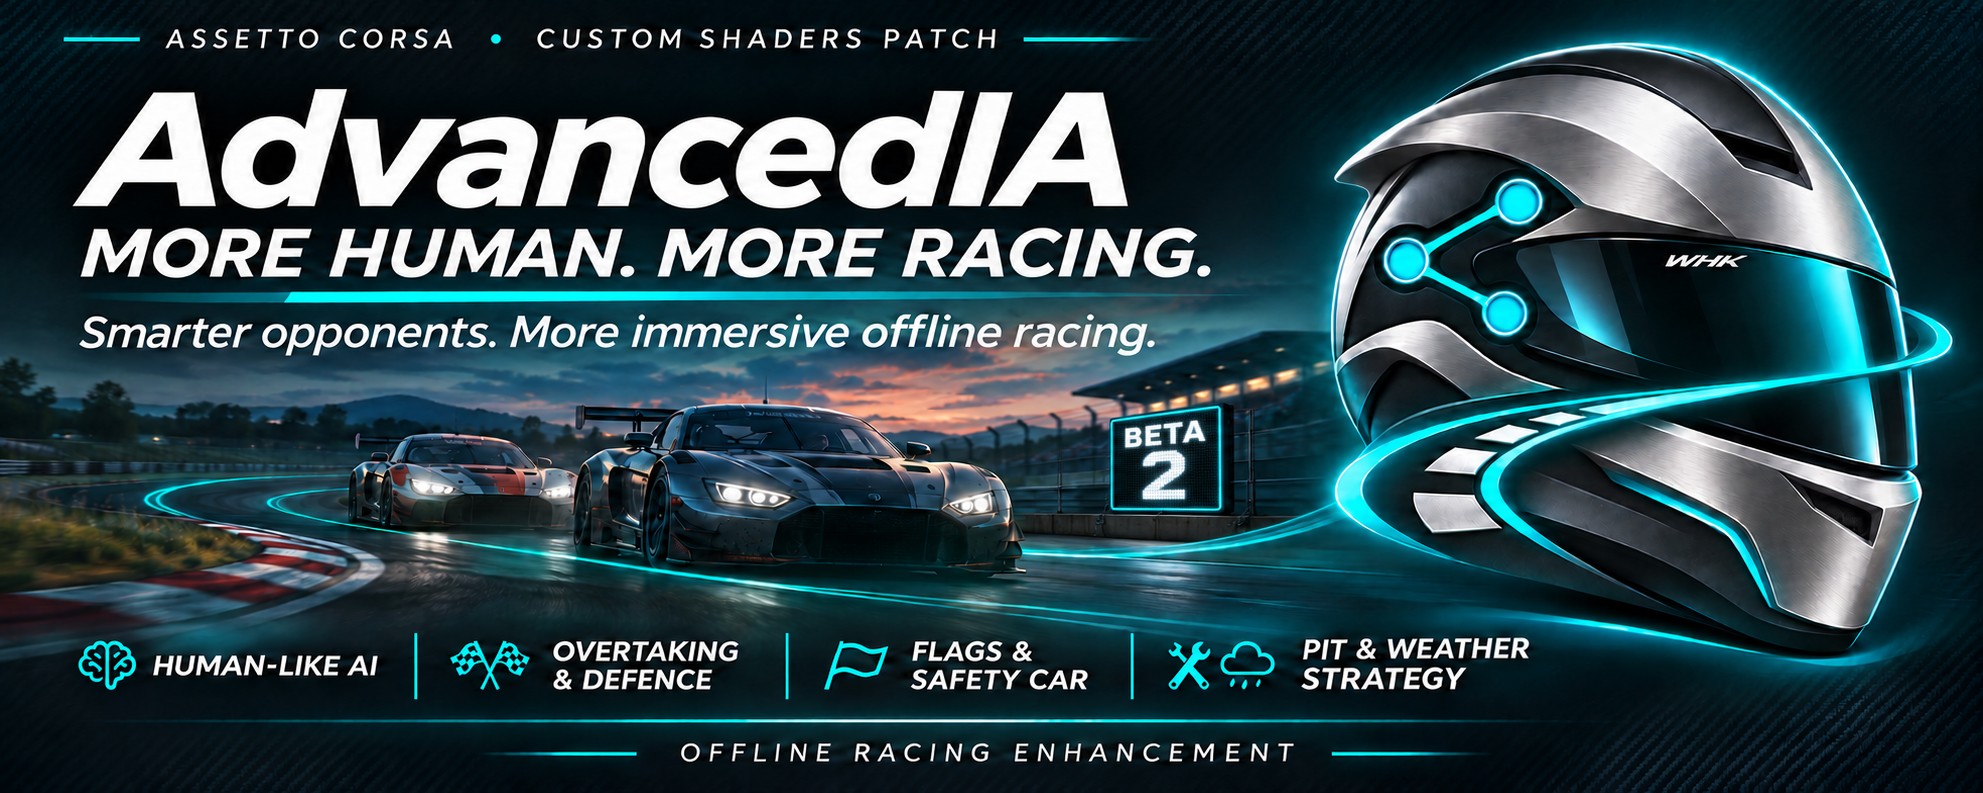 ASSETTO CORSA • CUSTOM SHADERS PATCH
AdvancedIA
MORE HUMAN. MORE RACING.
Smarter opponents. More immersive offline racing.
WHK
BETA
2
HUMAN-LIKE AI
OVERTAKING
& DEFENCE
FLAGS &
SAFETY CAR
PIT & WEATHER
STRATEGY
OFFLINE RACING ENHANCEMENT